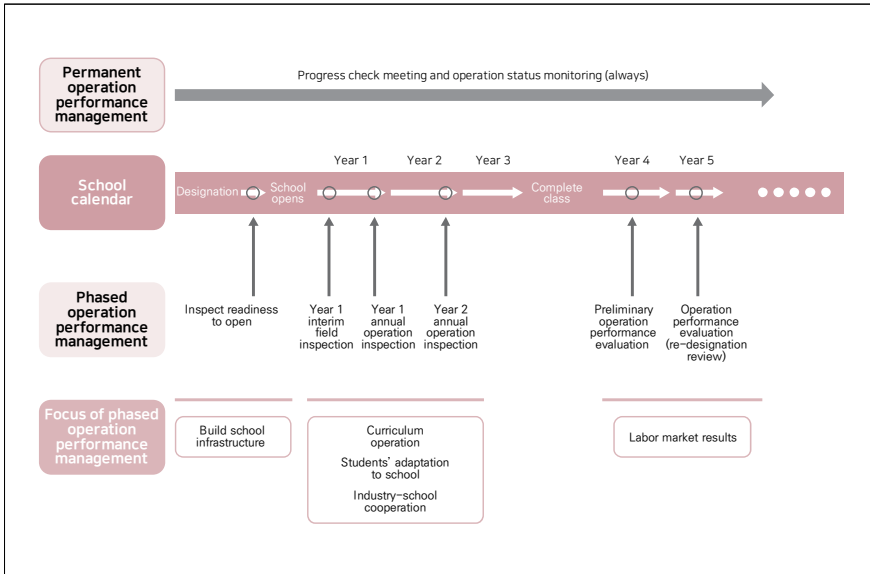 Permanent
operation
performance
management
Progress check meeting and operation status monitoring (always)
School
calendar
Year 1
Year 2
Year 3
Year 4
Year 5
Designation
School
opens
Complete
class
Phased
operation
performance
management
Inspect readiness
to open
Year 1
interim
field
inspection
Year 1
annual
operation
inspection
Year 2
annual
operation
inspection
Preliminary
operation
performance
evaluation
Operation
performance
evaluation
(re-designation
review)
Focus of phased
operation
performance
management
Build school
infrastructure
Curriculum
operation
Students’ adaptation
to school
Industry-school
cooperation
Labor market results